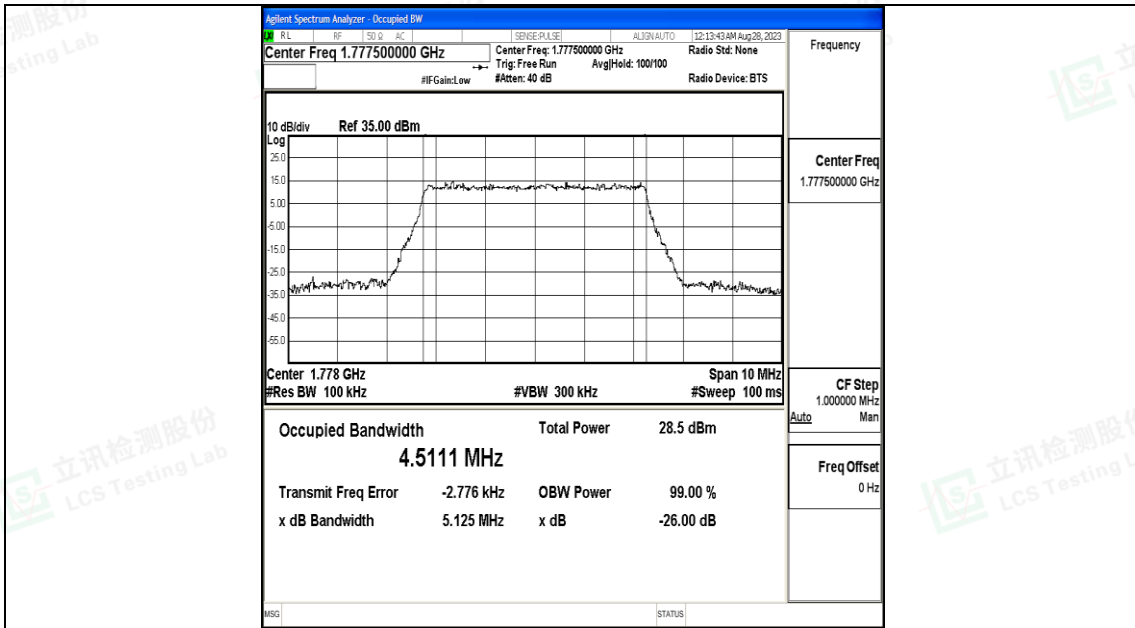 Agilent Spectrum Analyzer - Occupied BW
RL RF 50 Ω AC SENSE:PULSE ALIGN AUTO 12:13:43 AM Aug 28, 2023
Center Freq 1.777500000 GHz
Center Freq: 1.777500000 GHz Radio Std: None
Trig: Free Run Avg|Hold: 100/100
#IFGain:Low #Atten: 40 dB Radio Device: BTS
10 dB/div Ref 35.00 dBm
Log
25.0
15.0
5.00
-5.00
-15.0
-25.0
-35.0
-45.0
-55.0
Center 1.778 GHz Span 10 MHz
#Res BW 100 kHz #VBW 300 kHz #Sweep 100 ms
Occupied Bandwidth Total Power 28.5 dBm
4.5111 MHz
Transmit Freq Error -2.776 kHz OBW Power 99.00 %
x dB Bandwidth 5.125 MHz x dB -26.00 dB
MSG STATUS
Frequency
Center Freq
1.777500000 GHz
CF Step
1.000000 MHz
Auto Man
Freq Offset
0 Hz
立讯检测股份
LCS Testing Lab
立讯检测股份
LCS Testing L